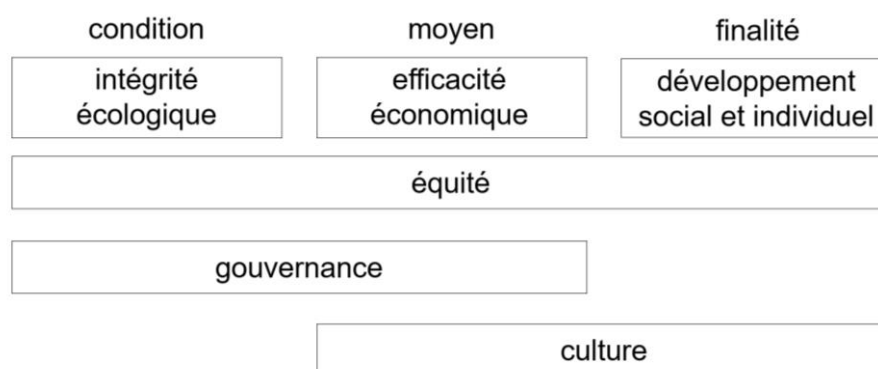 condition moyen finalité
intégrité écologique
efficacité économique
développement social et individuel
équité
gouvernance
culture